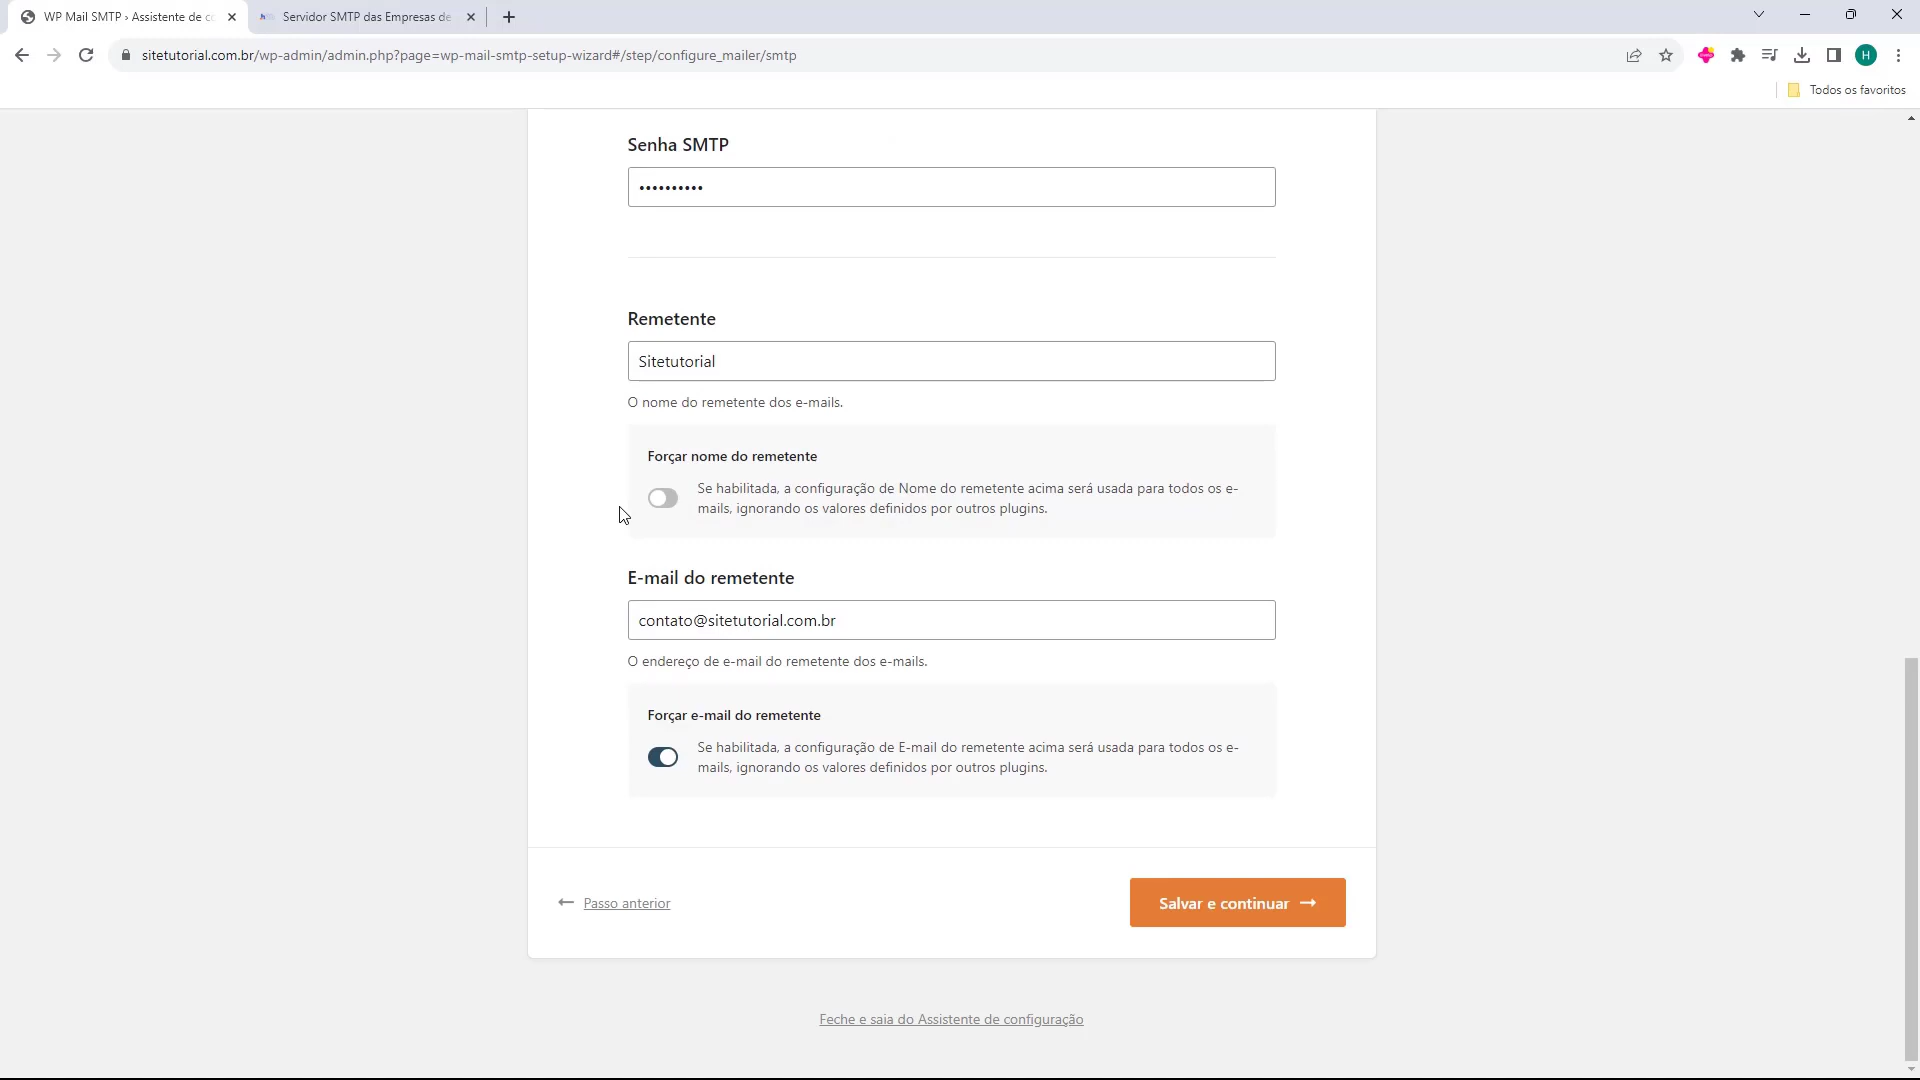 WP Mail SMTP › Assistente de co
Servidor SMTP das Empresas de
sitetutorial.com.br/wp-admin/admin.php?page=wp-mail-smtp-setup-wizard#/step/configure_mailer/smtp
H
Todos os favoritos
Senha SMTP
••••••••••
Remetente
Sitetutorial
O nome do remetente dos e-mails.
Forçar nome do remetente
Se habilitada, a configuração de Nome do remetente acima será usada para todos os e-
mails, ignorando os valores definidos por outros plugins.
E-mail do remetente
contato@sitetutorial.com.br
O endereço de e-mail do remetente dos e-mails.
Forçar e-mail do remetente
Se habilitada, a configuração de E-mail do remetente acima será usada para todos os e-
mails, ignorando os valores definidos por outros plugins.
← Passo anterior
Salvar e continuar →
Feche e saia do Assistente de configuração